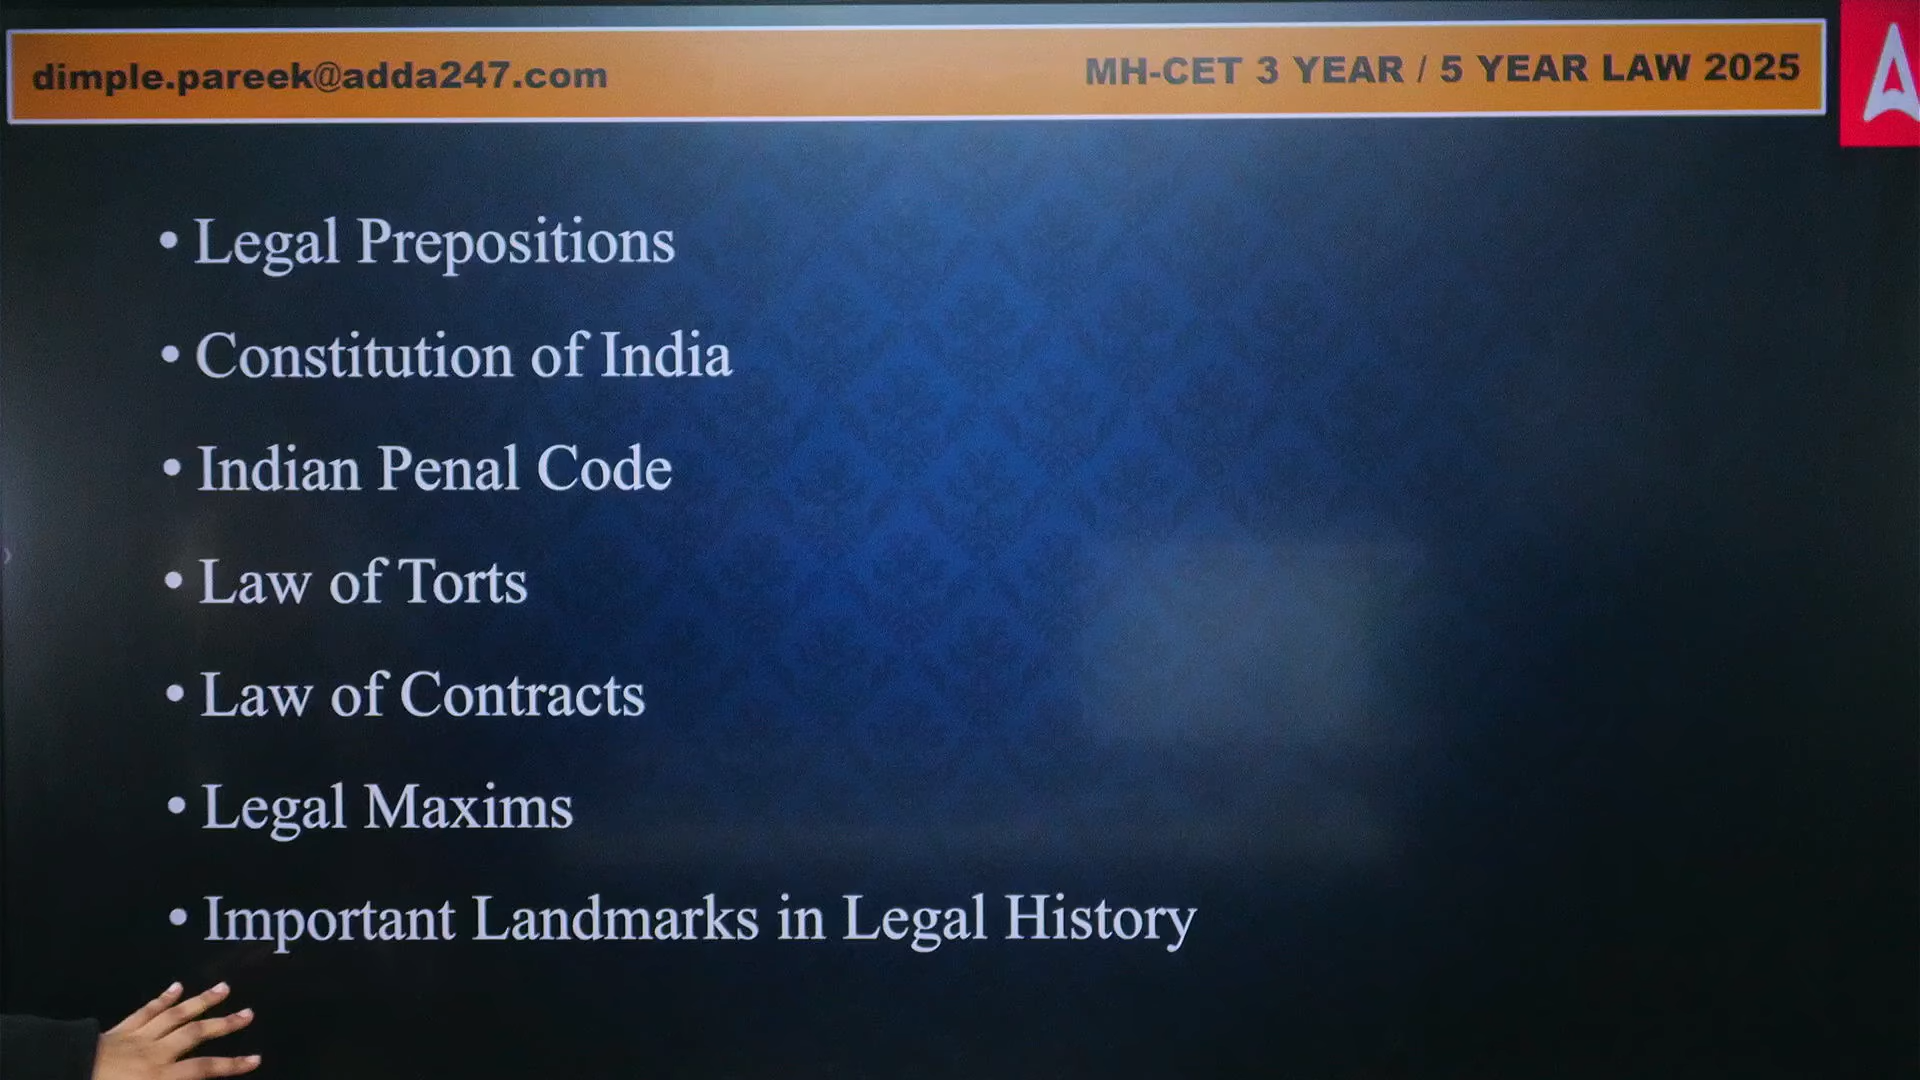 dimple.pareek@adda247.com
MH-CET 3 YEAR / 5 YEAR LAW 2025
• Legal Prepositions
• Constitution of India
• Indian Penal Code
• Law of Torts
• Law of Contracts
• Legal Maxims
• Important Landmarks in Legal History